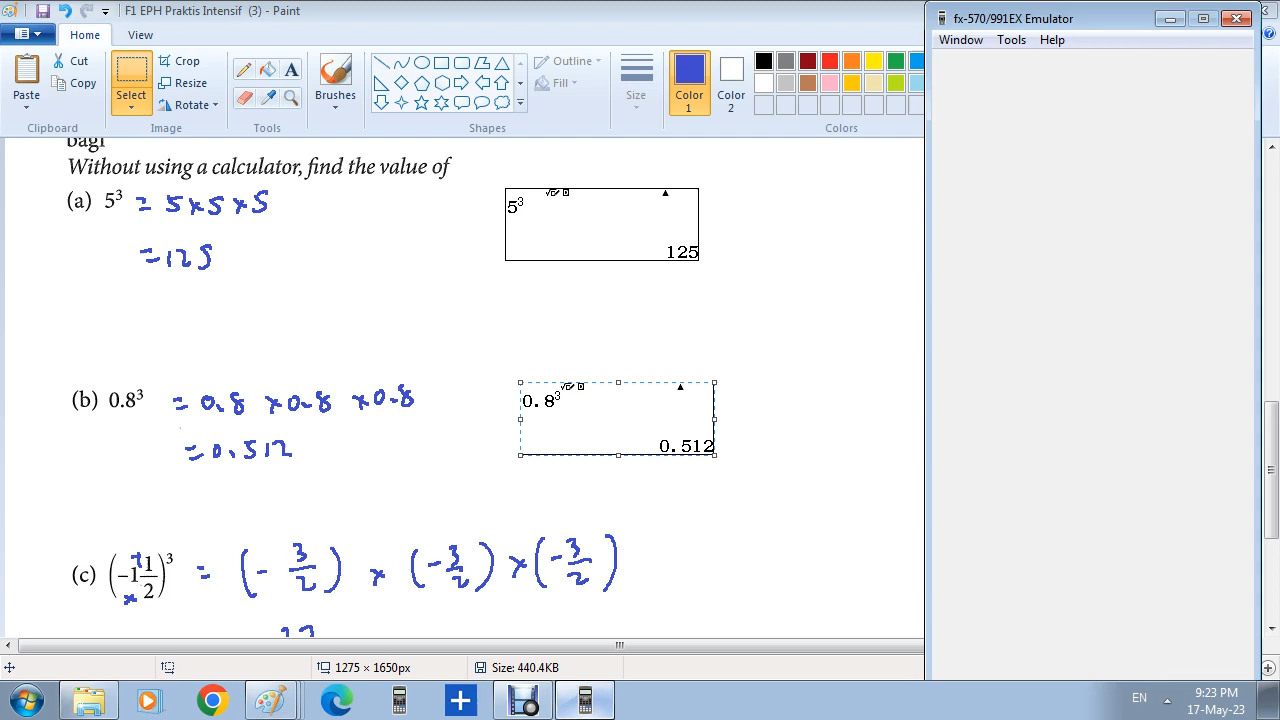 F1 EPH Praktis Intensif (3) - Paint
fx-570/991EX Emulator
Home View
Window Tools Help
Paste
Cut
Copy
Clipboard
Select
Crop
Resize
Rotate
Image
A
Tools
Brushes
Outline
Fill
Shapes
Size
Color 1
Color 2
Colors
bagi
Without using a calculator, find the value of
(a) 5³ = 5 × 5 × 5
= 125
5³
125
(b) 0.8³ = 0.8 × 0.8 × 0.8
= 0.512
0.8³
0.512
(c) (−1 1/2)³ = (− 3/2) × (− 3/2) × (− 3/2)
+
×
1275 × 1650px
Size: 440.4KB
EN
9:23 PM
17-May-23